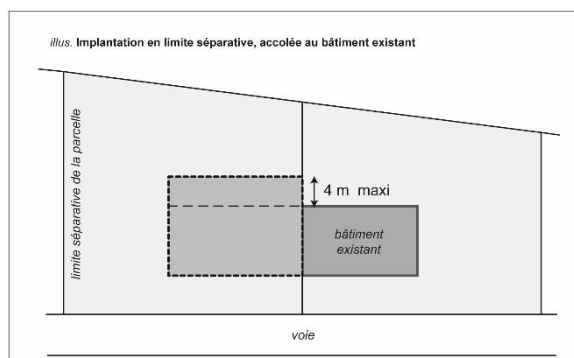 illus. Implantation en limite séparative, accolée au bâtiment existant
limite séparative de la parcelle
4 m maxi
bâtiment
existant
voie